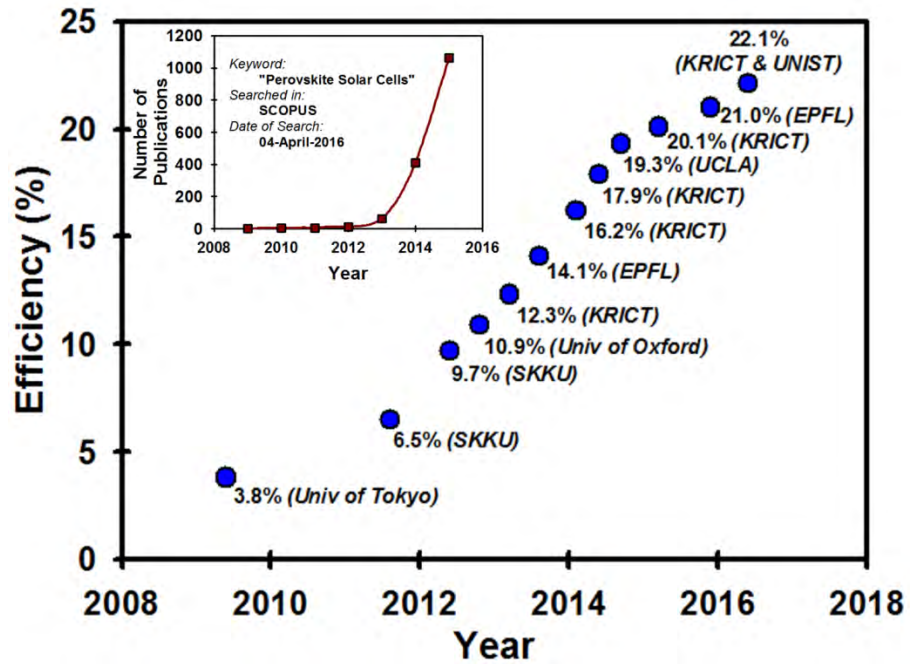 25
20
15
10
5
0
Efficiency (%)
2008
2010
2012
2014
2016
2018
Year
1200
1000
800
600
400
200
0
Number of
Publications
2008
2010
2012
2014
2016
Year
Keyword:
"Perovskite Solar Cells"
Searched in:
SCOPUS
Date of Search:
04-April-2016
22.1%
(KRICT & UNIST)
21.0% (EPFL)
20.1% (KRICT)
19.3% (UCLA)
17.9% (KRICT)
16.2% (KRICT)
14.1% (EPFL)
12.3% (KRICT)
10.9% (Univ of Oxford)
9.7% (SKKU)
6.5% (SKKU)
3.8% (Univ of Tokyo)